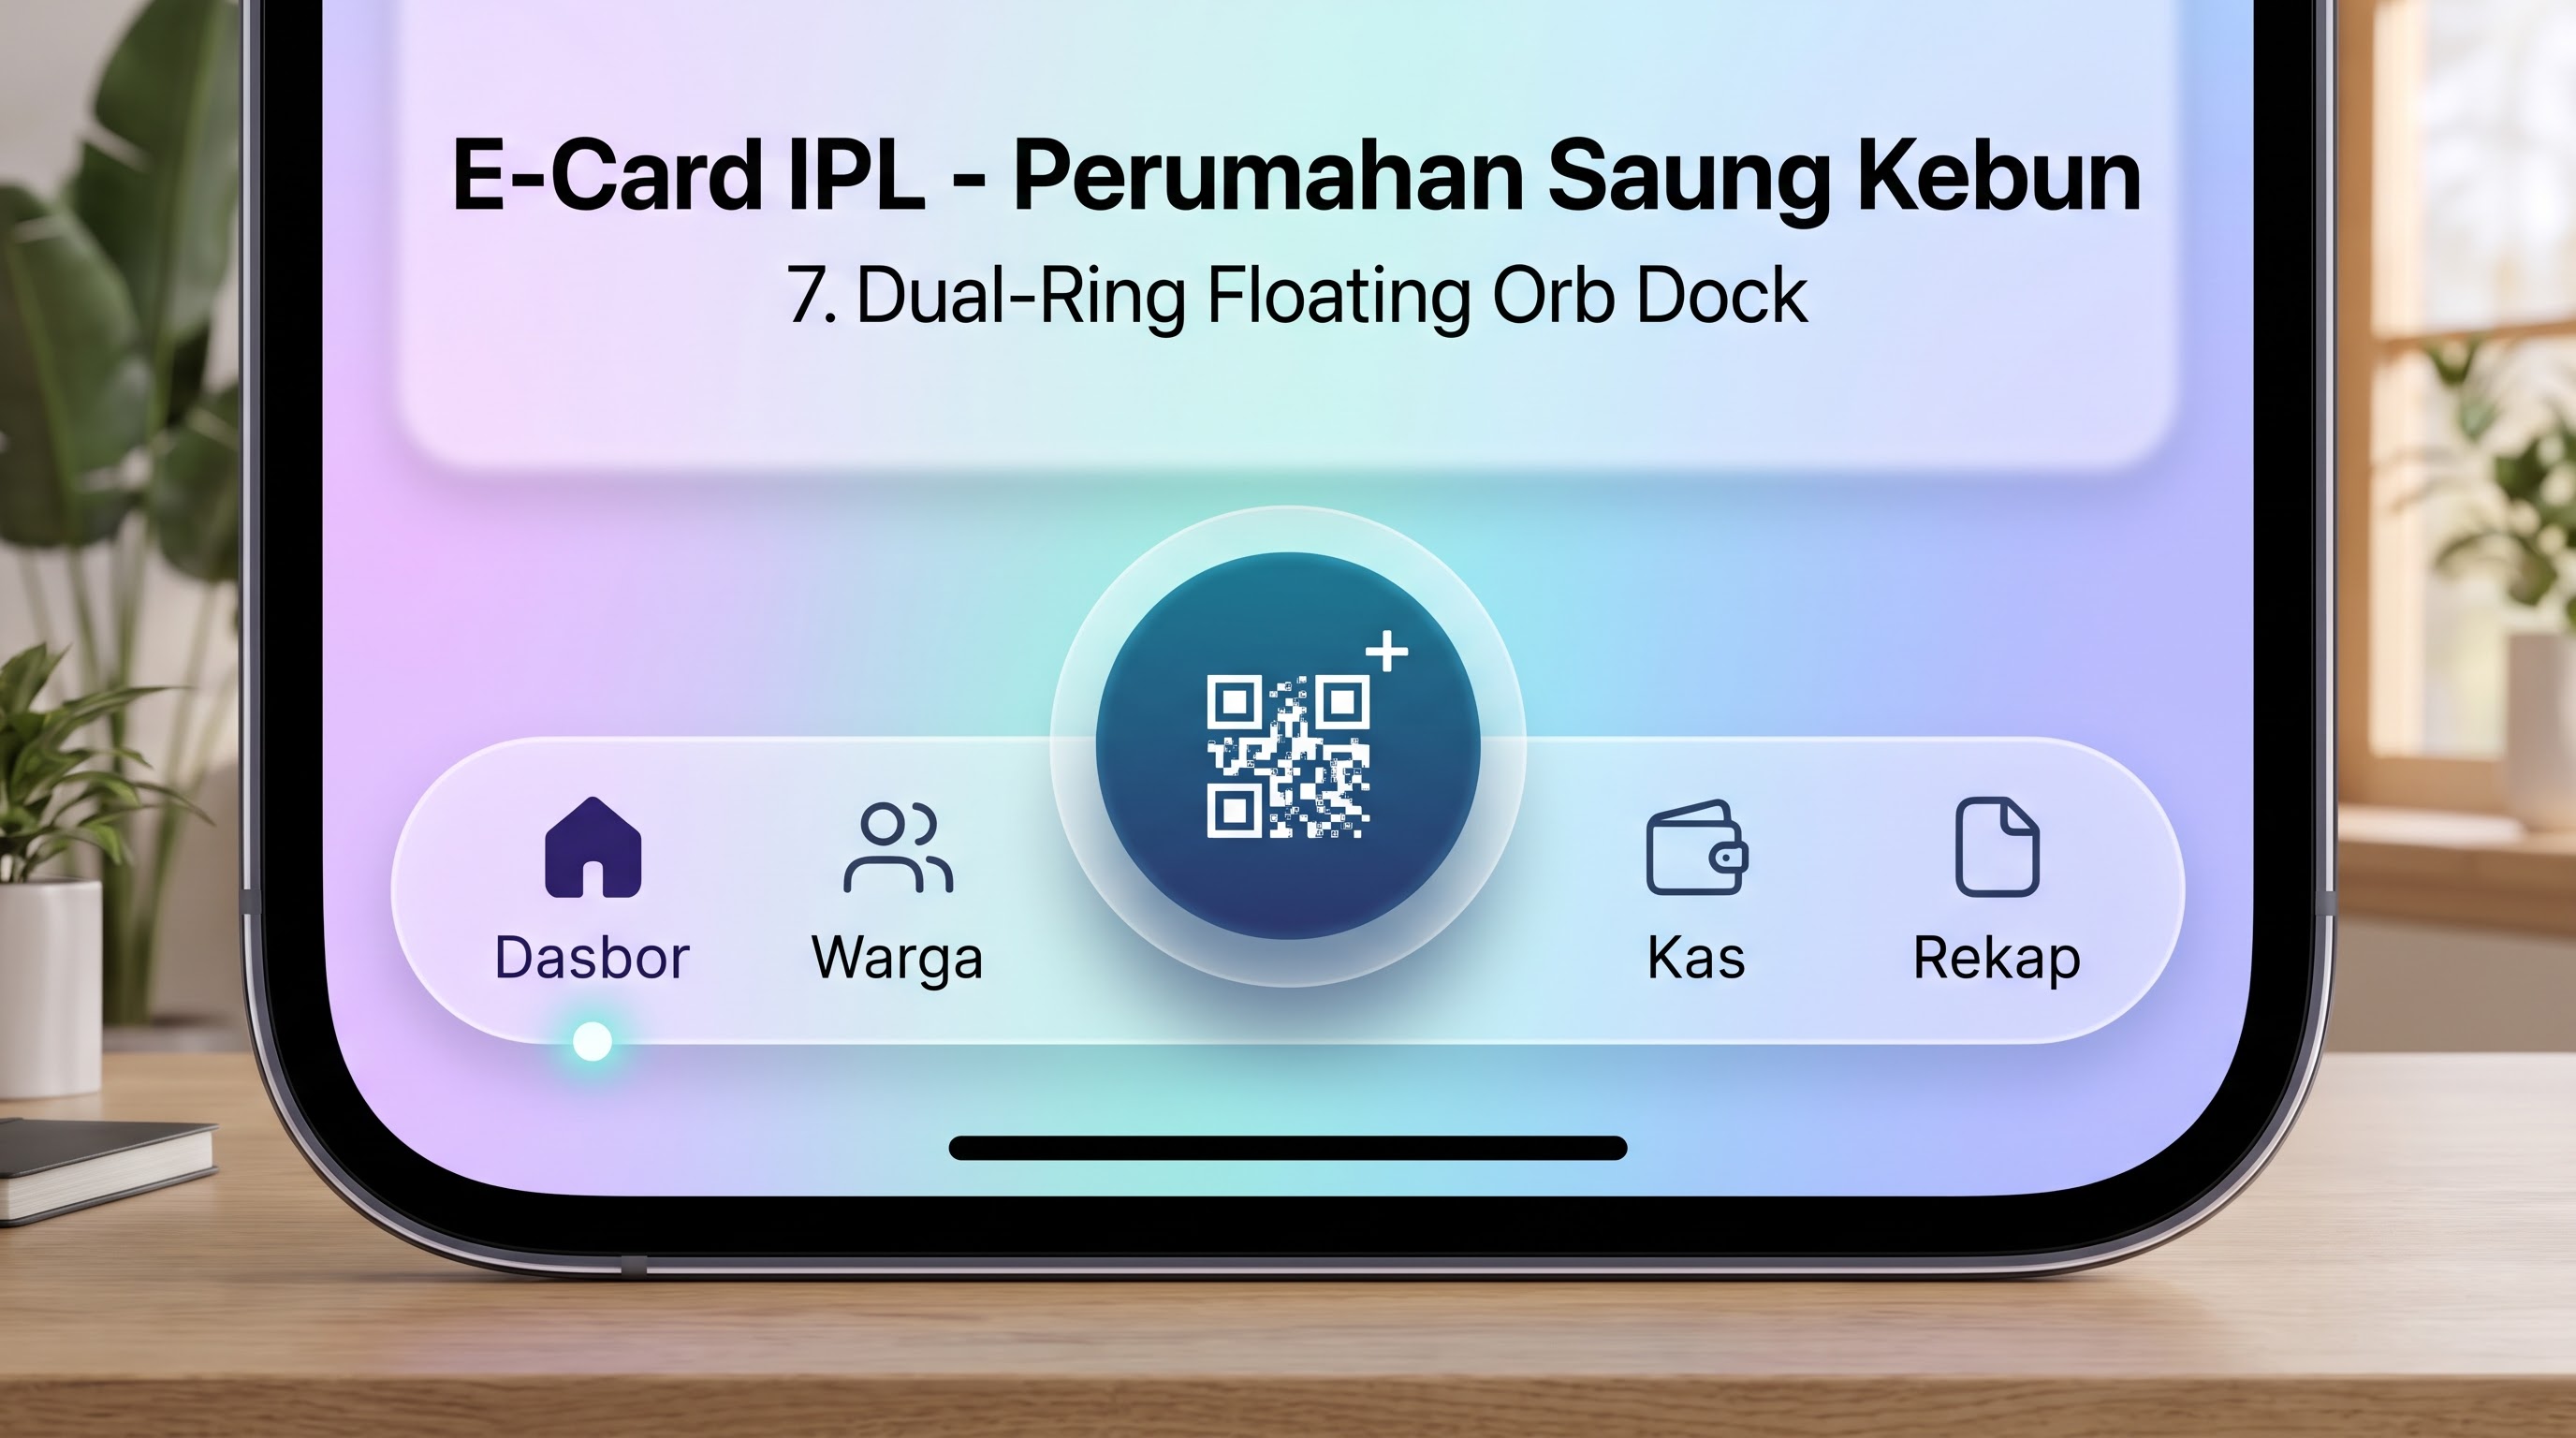 E-Card IPL - Perumahan Saung Kebun
7. Dual-Ring Floating Orb Dock
Dasbor
Warga
Kas
Rekap